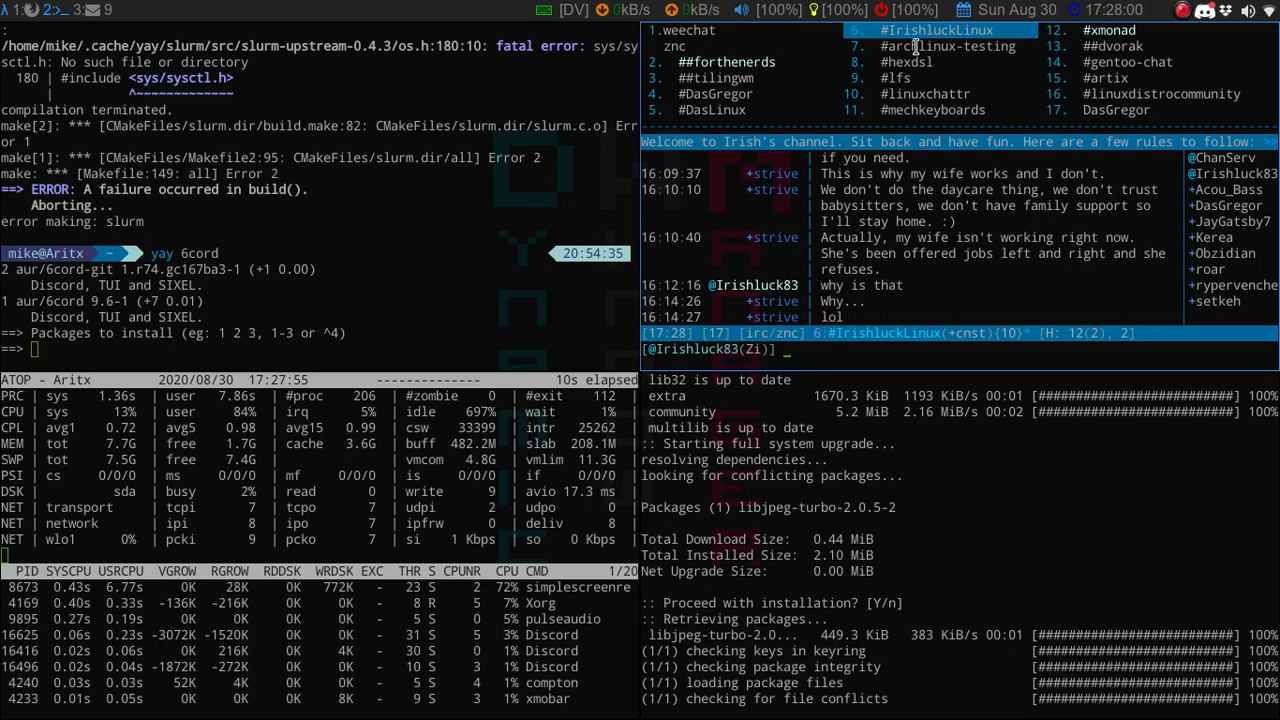 1: 2:>_ 3: 9 [DV] 0kB/s 0kB/s [100%] [100%] [100%] Sun Aug 30 17:28:00
:
/home/mike/.cache/yay/slurm/src/slurm-upstream-0.4.3/os.h:180:10: fatal error: sys/sy
sctl.h: No such file or directory
180 | #include <sys/sysctl.h>
| ^~~~~~~~~~~~~~
compilation terminated.
make[2]: *** [CMakeFiles/slurm.dir/build.make:82: CMakeFiles/slurm.dir/slurm.c.o] Err
or 1
make[1]: *** [CMakeFiles/Makefile2:95: CMakeFiles/slurm.dir/all] Error 2
make: *** [Makefile:149: all] Error 2
==> ERROR: A failure occurred in build().
Aborting...
error making: slurm
mike@Aritx ~ yay 6cord 20:54:35
2 aur/6cord-git 1.r74.gc167ba3-1 (+1 0.00)
Discord, TUI and SIXEL.
1 aur/6cord 9.6-1 (+7 0.01)
Discord, TUI and SIXEL.
==> Packages to install (eg: 1 2 3, 1-3 or ^4)
==>
1.weechat 6. #IrishluckLinux 12. #xmonad
znc 7. #archlinux-testing 13. ##dvorak
2. ##forthenerds 8. #hexdsl 14. #gentoo-chat
3. ##tilingwm 9. #lfs 15. #artix
4. #DasGregor 10. #linuxchattr 16. #linuxdistrocommunity
5. #DasLinux 11. #mechkeyboards 17. DasGregor
Welcome to Irish's channel. Sit back and have fun. Here are a few rules to follow: >>
| if you need. @ChanServ
16:09:37 +strive | This is why my wife works and I don't. @Irishluck83
16:10:10 +strive | We don't do the daycare thing, we don't trust +Acou_Bass
| babysitters, we don't have family support so +DasGregor
| I'll stay home. :) +JayGatsby7
16:10:40 +strive | Actually, my wife isn't working right now. +Kerea
| She's been offered jobs left and right and she +Obzidian
| refuses. +roar
16:12:16 @Irishluck83 | why is that +rypervenche
16:14:26 +strive | Why... +setkeh
16:14:27 +strive | lol
[17:28] [17] [irc/znc] 6:#IrishluckLinux(+cnst){10}* [H: 12(2), 2]
[@Irishluck83(Zi)] _
ATOP - Aritx 2020/08/30 17:27:55 -------------- 10s elapsed
PRC | sys 1.36s | user 7.86s | #proc 206 | #zombie 0 | #exit 112
CPU | sys 13% | user 84% | irq 5% | idle 697% | wait 1%
CPL | avg1 0.72 | avg5 0.98 | avg15 0.99 | csw 33399 | intr 25262
MEM | tot 7.7G | free 1.7G | cache 3.6G | buff 482.2M | slab 208.1M
SWP | tot 7.5G | free 7.4G | | vmcom 4.8G | vmlim 11.3G
PSI | cs 0/0/0 | ms 0/0/0 | mf 0/0/0 | is 0/0/0 | if 0/0/0
DSK | sda | busy 2% | read 0 | write 9 | avio 17.3 ms
NET | transport | tcpi 7 | tcpo 7 | udpi 2 | udpo 0
NET | network | ipi 8 | ipo 7 | ipfrw 0 | deliv 8
NET | wlo1 0% | pcki 9 | pcko 7 | si 1 Kbps | so 0 Kbps
PID SYSCPU USRCPU VGROW RGROW RDDSK WRDSK EXC THR S CPUNR CPU CMD 1/20
8673 0.43s 6.77s 0K 28K 0K 772K - 23 S 2 72% simplescreenre
4169 0.40s 0.33s -136K -216K 0K 0K - 8 R 5 7% Xorg
9895 0.27s 0.19s 0K 0K 0K 0K - 5 S 0 5% pulseaudio
16625 0.06s 0.23s -3072K -1520K 0K 0K - 31 S 5 3% Discord
16416 0.02s 0.06s 0K 216K 0K 4K - 30 S 0 1% Discord
16496 0.02s 0.04s -1872K -272K 0K 0K - 10 S 3 1% Discord
4240 0.03s 0.02s 52K 4K 0K 0K - 5 S 4 1% compton
4233 0.01s 0.05s 0K 0K 0K 8K - 9 S 3 1% xmobar
lib32 is up to date
extra 1670.3 KiB 1193 KiB/s 00:01 [##############################] 100%
community 5.2 MiB 2.16 MiB/s 00:02 [##############################] 100%
multilib is up to date
:: Starting full system upgrade...
resolving dependencies...
looking for conflicting packages...
Packages (1) libjpeg-turbo-2.0.5-2
Total Download Size: 0.44 MiB
Total Installed Size: 2.10 MiB
Net Upgrade Size: 0.00 MiB
:: Proceed with installation? [Y/n]
:: Retrieving packages...
libjpeg-turbo-2.0... 449.3 KiB 383 KiB/s 00:01 [##############################] 100%
(1/1) checking keys in keyring [##############################] 100%
(1/1) checking package integrity [##############################] 100%
(1/1) loading package files [##############################] 100%
(1/1) checking for file conflicts [##############################] 100%